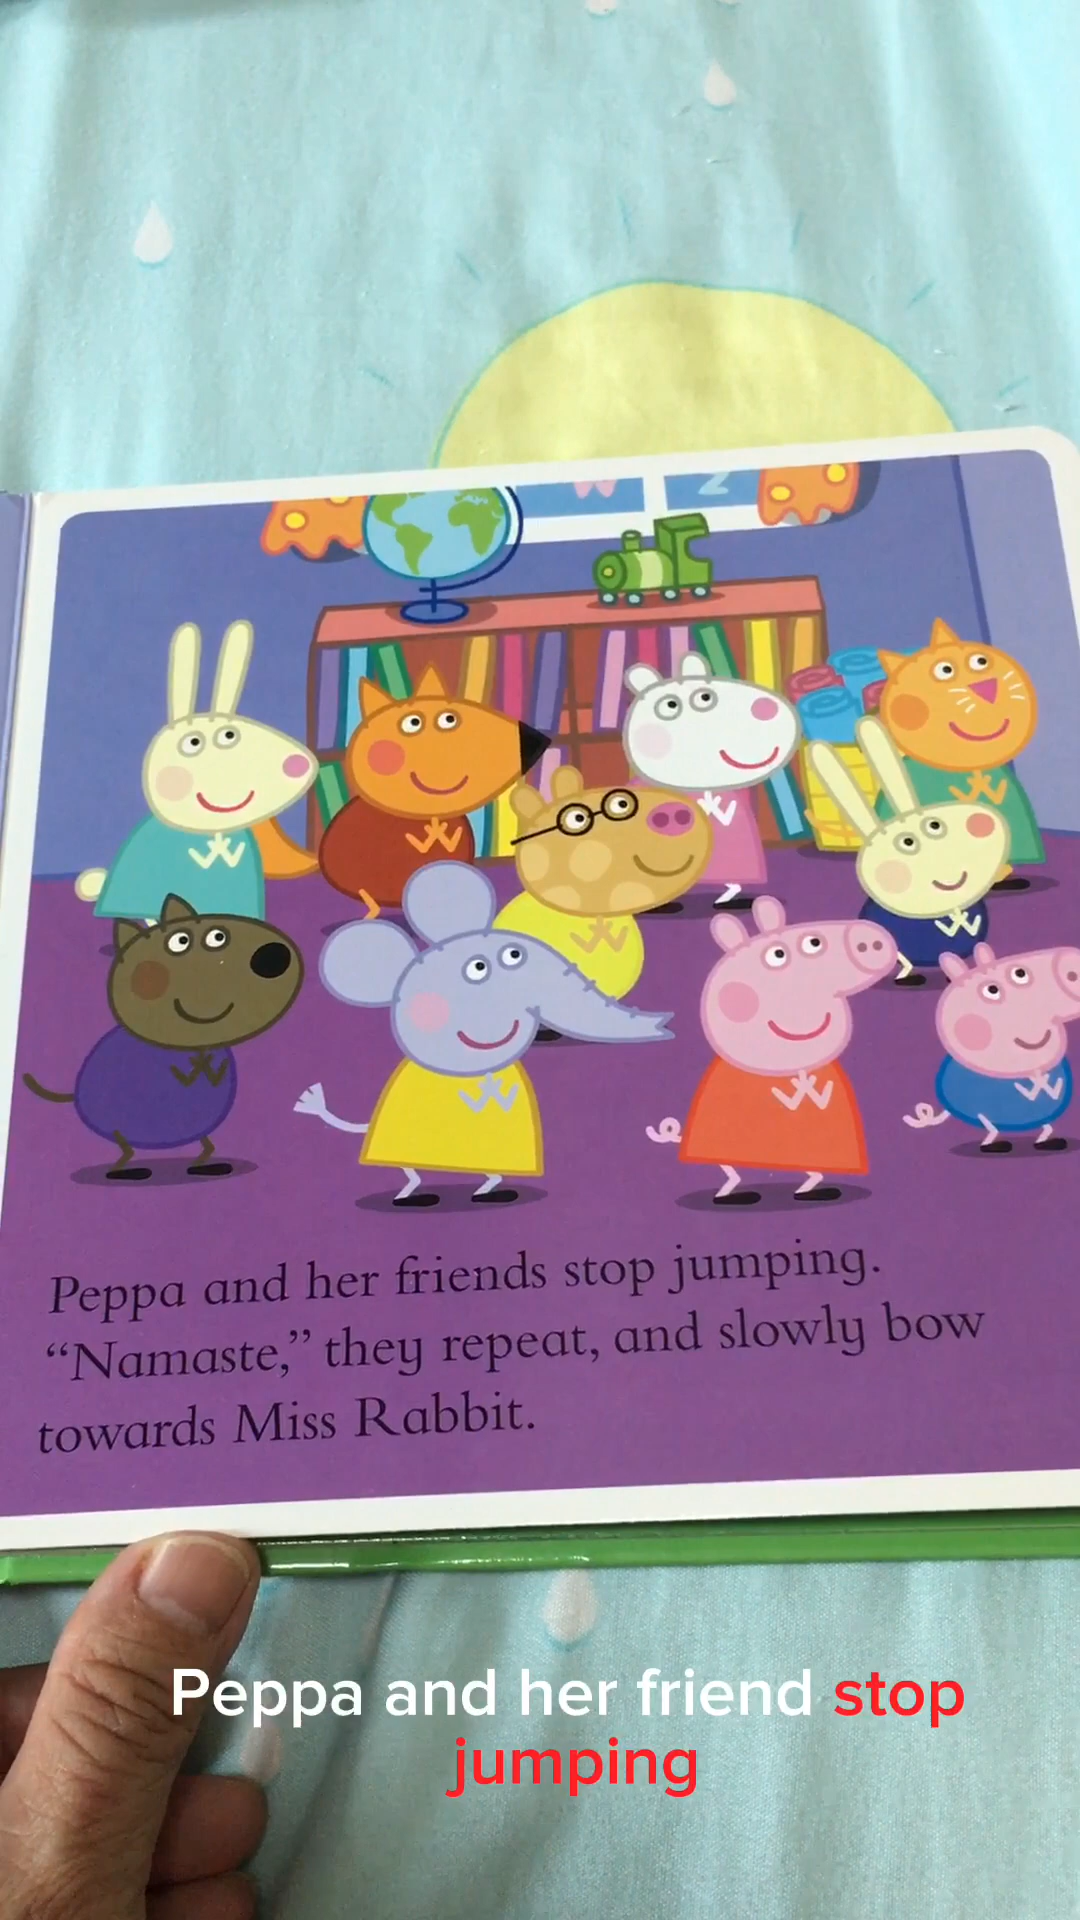 Peppa and her friends stop jumping.
“Namaste,” they repeat, and slowly bow
towards Miss Rabbit.
Peppa and her friend stop
jumping